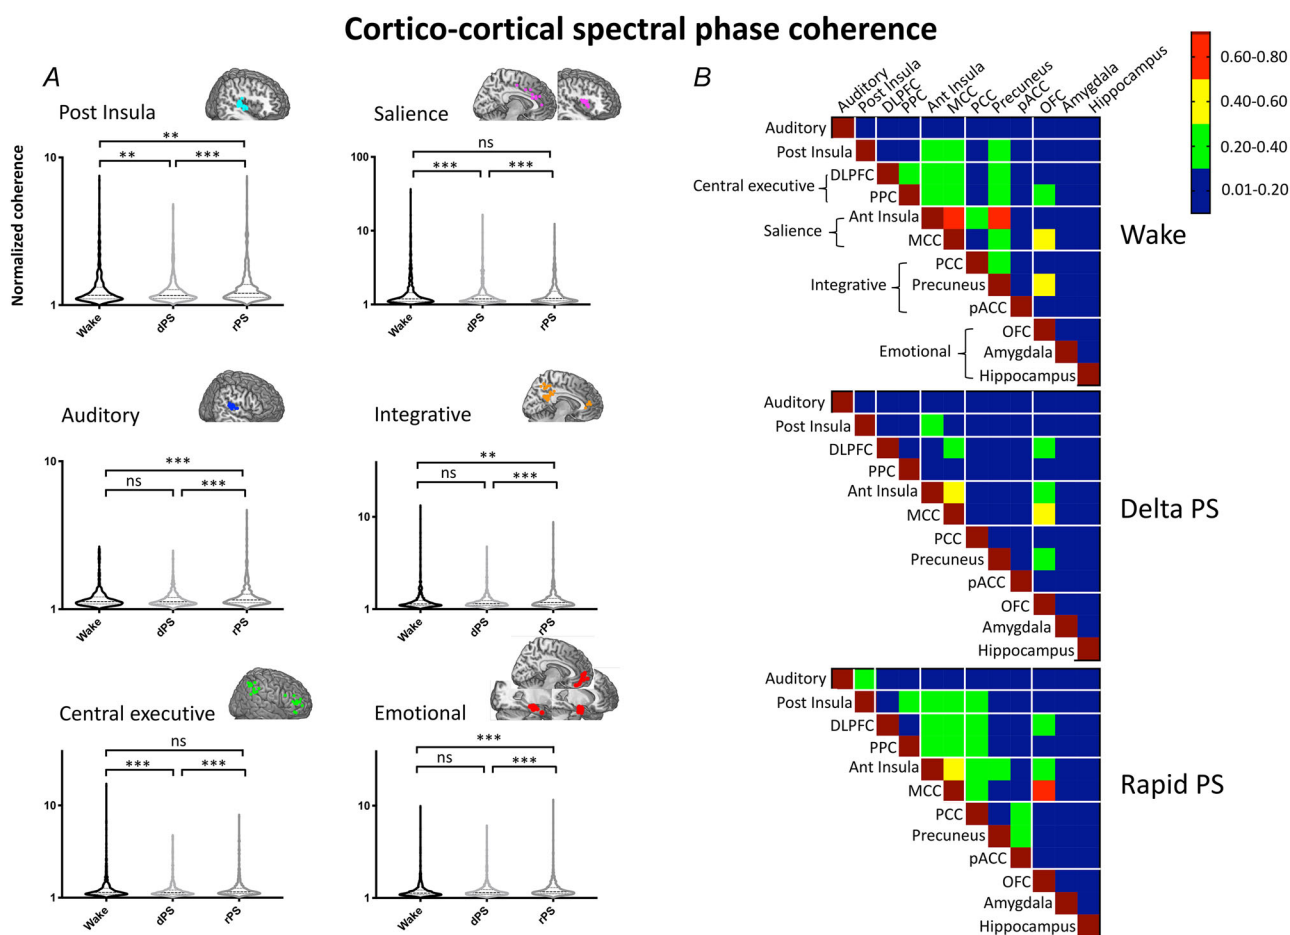 Cortico-cortical spectral phase coherence
A
Post Insula
Normalized coherence
10
1
**
**
***
Wake
dPS
rPS
Salience
100
10
1
ns
***
***
Wake
dPS
rPS
Auditory
10
1
***
ns
***
Wake
dPS
rPS
Integrative
10
1
**
ns
***
Wake
dPS
rPS
Central executive
10
1
ns
***
***
Wake
dPS
rPS
Emotional
10
1
***
ns
***
Wake
dPS
rPS
B
Auditory
Post Insula
DLPFC
PPC
Ant Insula
MCC
PCC
Precuneus
pACC
OFC
Amygdala
Hippocampus
0.60-0.80
0.40-0.60
0.20-0.40
0.01-0.20
Auditory
Post Insula
Central executive
DLPFC
PPC
Salience
Ant Insula
MCC
Integrative
PCC
Precuneus
pACC
Emotional
OFC
Amygdala
Hippocampus
Wake
Auditory
Post Insula
DLPFC
PPC
Ant Insula
MCC
PCC
Precuneus
pACC
OFC
Amygdala
Hippocampus
Delta PS
Auditory
Post Insula
DLPFC
PPC
Ant Insula
MCC
PCC
Precuneus
pACC
OFC
Amygdala
Hippocampus
Rapid PS